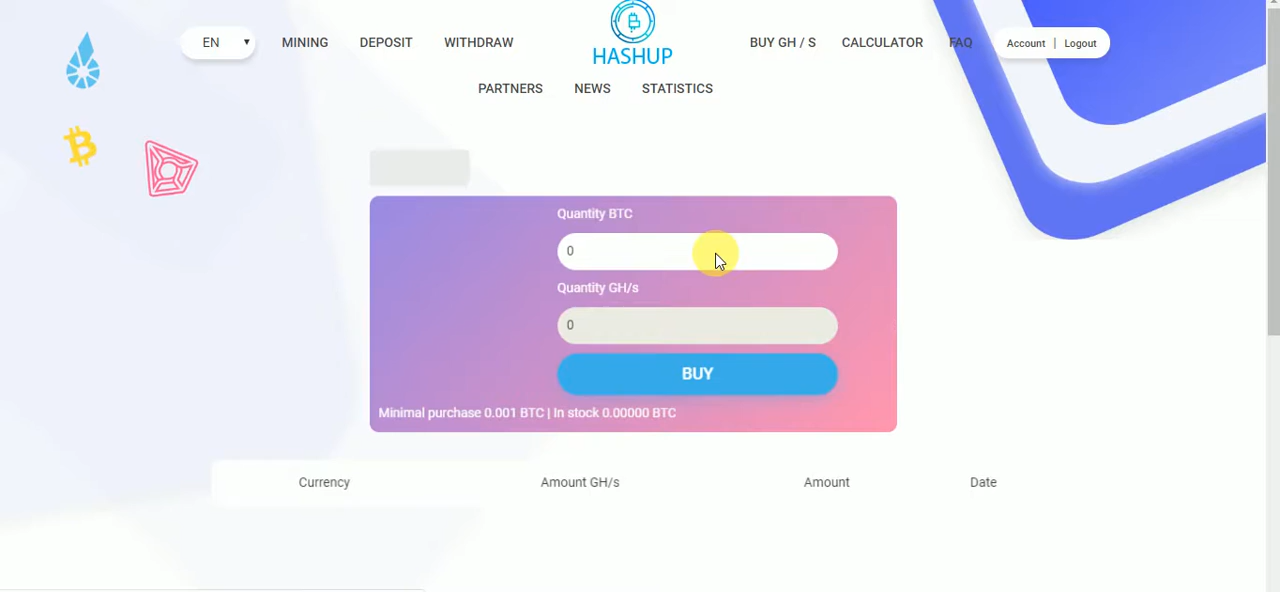 EN MINING DEPOSIT WITHDRAW HASHUP BUY GH / S CALCULATOR FAQ Account | Logout
PARTNERS NEWS STATISTICS
Quantity BTC
0
Quantity GH/s
0
BUY
Minimal purchase 0.001 BTC | In stock 0.00000 BTC
Currency Amount GH/s Amount Date